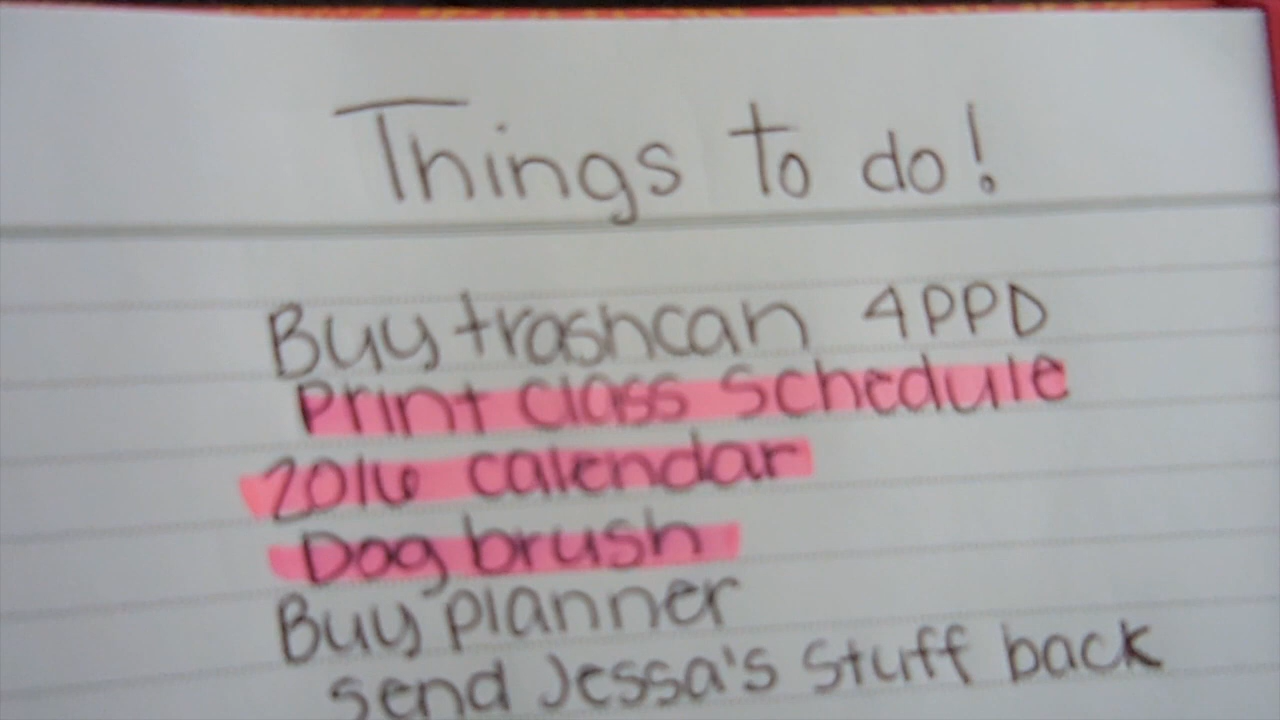 Things to do!
Buy trashcan 4PPD
Print class schedule
2016 calendar
Dog brush
Buy planner
send Jessa's stuff back